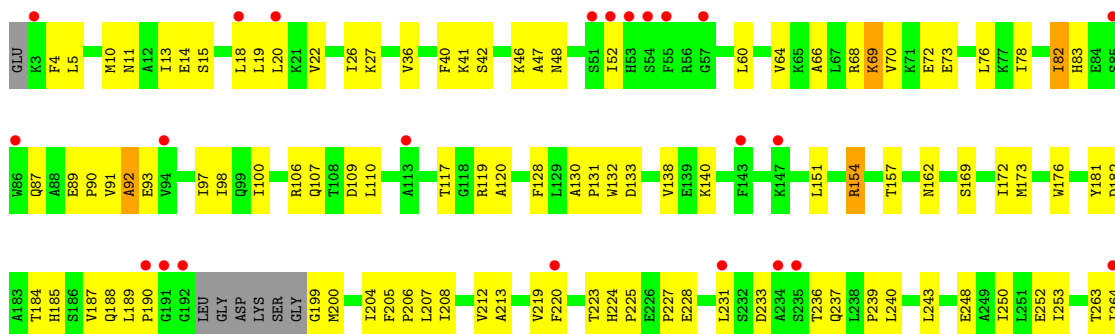 GLU K3 F4 L5 M10 N11 A12 I13 E14 S15 L18 L19 L20 K21 V22 I26 K27 V36 F40 K41 S42 K46 A47 N48 S51 I52 H53 S54 F55 R56 G57 L60 V64 K65 A66 L67 R68 K69 V70 K71 E72 E73 L76 K77 I78 I82 H83 E84 S85
W86 Q87 A88 E89 P90 V91 A92 E93 V94 I97 I98 Q99 I100 R106 Q107 T108 D109 L110 A113 T117 G118 R119 A120 F128 L129 A130 P131 W132 D133 V138 E139 K140 F143 K147 L151 R154 T157 N162 S169 I172 M173 W176 Y181 D182
A183 T184 H185 S186 V187 Q188 L189 P190 G191 G192 LEU GLY ASP LYS SER GLY G199 M200 I204 F205 P206 L207 I208 V212 A213 V219 F220 T223 H224 P225 E226 P227 E228 L231 S232 D233 A234 S235 T236 Q237 L238 P239 L240 L243 E248 A249 I250 L251 E252 I253 T263